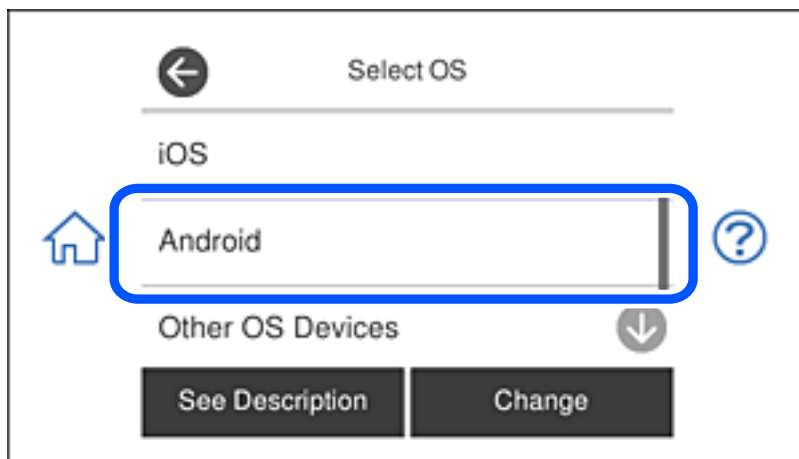 Select OS
iOS
Android
Other OS Devices
See Description
Change